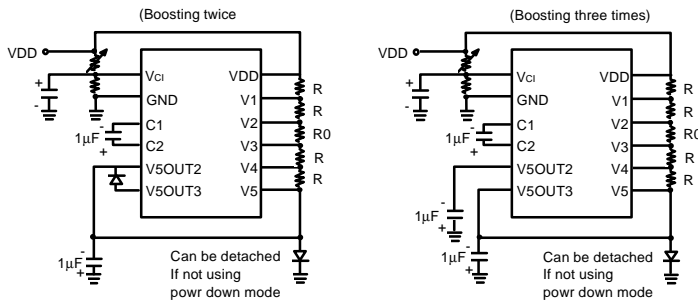 (Boosting twice
VDD
+
-
VCI
GND
C1
C2
V5OUT2
V5OUT3
VDD
V1
V2
V3
V4
V5
R
R
R0
R
R
-
1µF
+
-
1µF
+
Can be detached
If not using
powr down mode
(Boosting three times)
VDD
+
-
VCI
GND
C1
C2
V5OUT2
V5OUT3
VDD
V1
V2
V3
V4
V5
R
R
R0
R
R
-
1µF
+
-
1µF
+
-
1µF
+
Can be detached
If not using
powr down mode